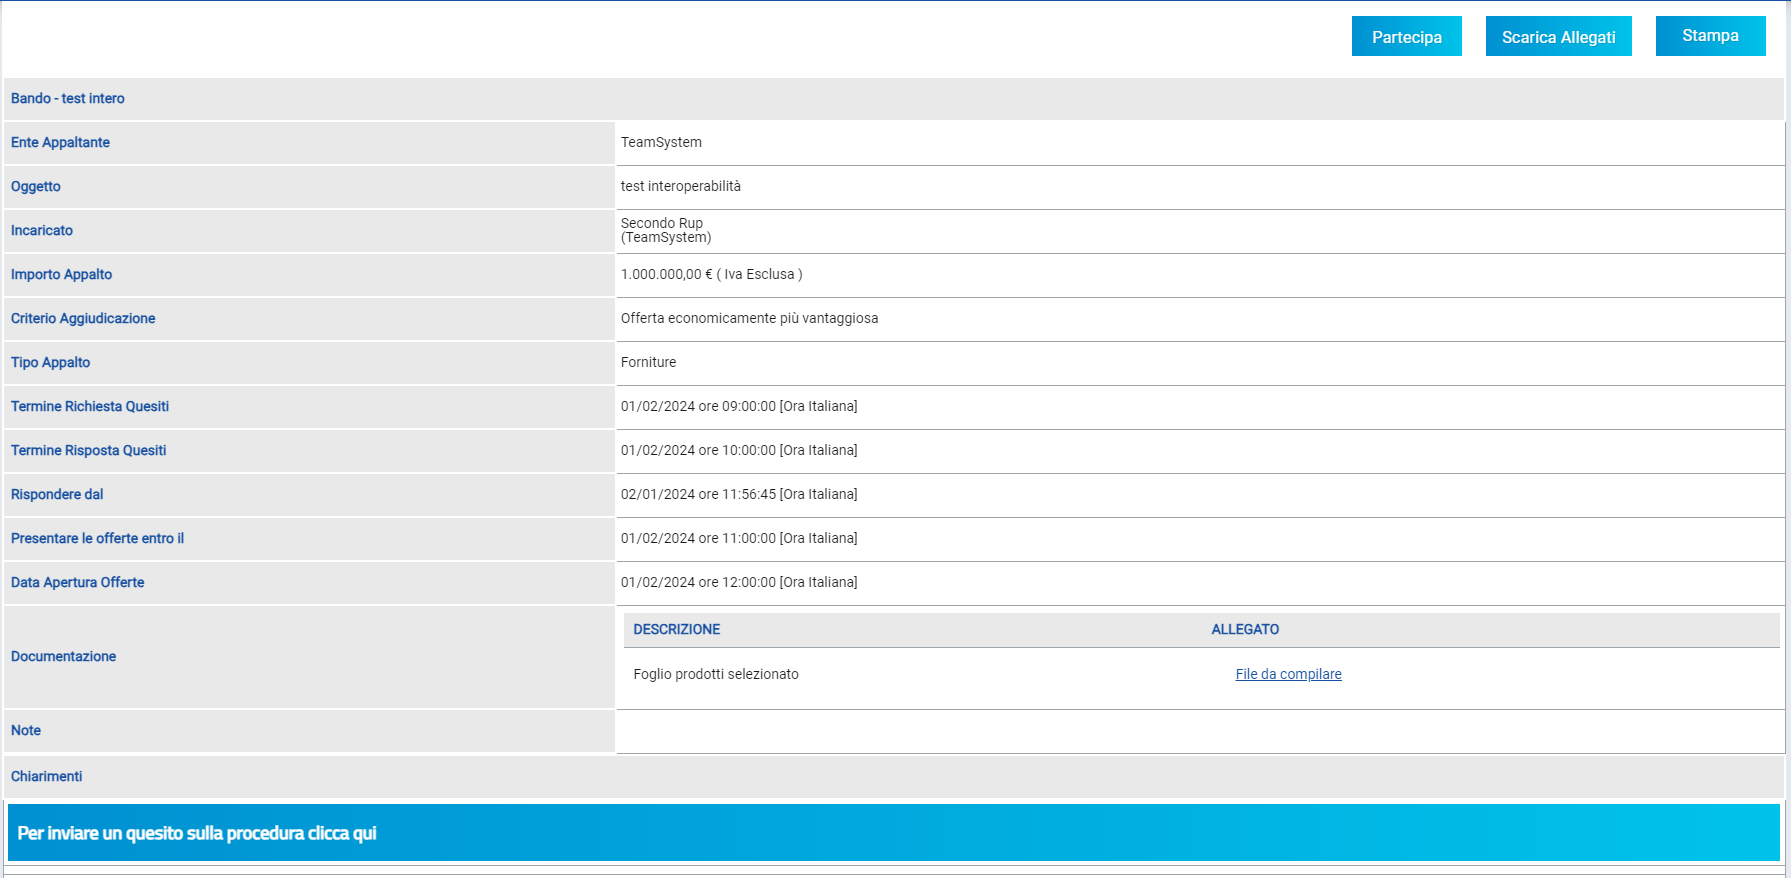 Partecipa Scarica Allegati Stampa
Bando - test intero
Ente Appaltante TeamSystem
Oggetto test interoperabilità
Incaricato Secondo Rup
(TeamSystem)
Importo Appalto 1.000.000,00 € ( Iva Esclusa )
Criterio Aggiudicazione Offerta economicamente più vantaggiosa
Tipo Appalto Forniture
Termine Richiesta Quesiti 01/02/2024 ore 09:00:00 [Ora Italiana]
Termine Risposta Quesiti 01/02/2024 ore 10:00:00 [Ora Italiana]
Rispondere dal 02/01/2024 ore 11:56:45 [Ora Italiana]
Presentare le offerte entro il 01/02/2024 ore 11:00:00 [Ora Italiana]
Data Apertura Offerte 01/02/2024 ore 12:00:00 [Ora Italiana]
DESCRIZIONE ALLEGATO
Documentazione
Foglio prodotti selezionato File da compilare
Note
Chiarimenti
Per inviare un quesito sulla procedura clicca qui